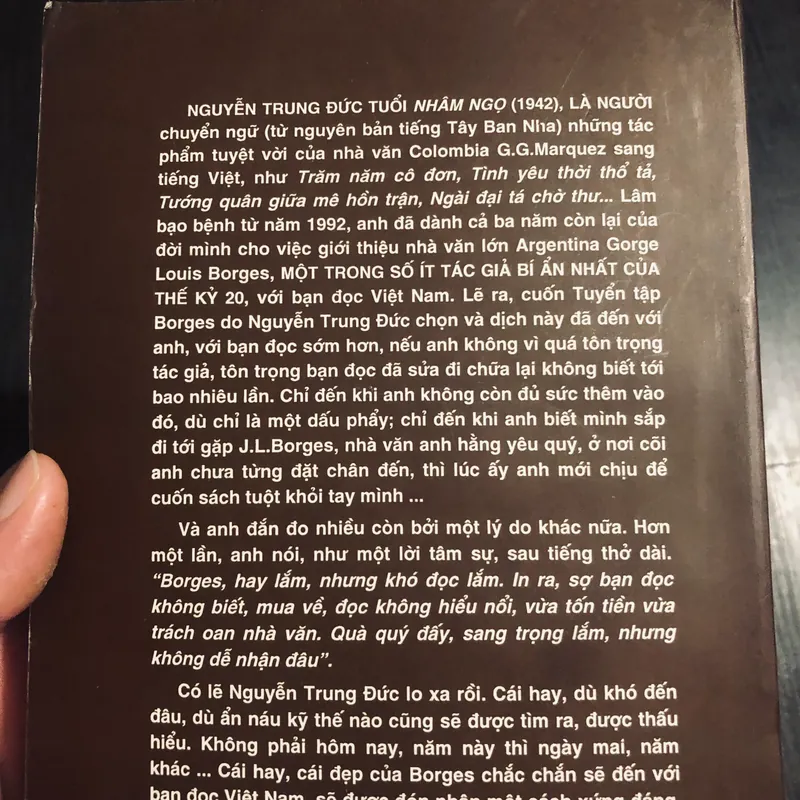 NGUYỄN TRUNG ĐỨC TUỔI NHÂM NGỌ (1942), LÀ NGƯỜI
chuyển ngữ (từ nguyên bản tiếng Tây Ban Nha) những tác
phẩm tuyệt vời của nhà văn Colombia G.G.Marquez sang
tiếng Việt, như Trăm năm cô đơn, Tình yêu thời thổ tả,
Tướng quân giữa mê hồn trận, Ngài đại tá chờ thư... Lâm
bạo bệnh từ năm 1992, anh đã dành cả ba năm còn lại của
đời mình cho việc giới thiệu nhà văn lớn Argentina Gorge
Louis Borges, MỘT TRONG SỐ ÍT TÁC GIẢ BÍ ẨN NHẤT CỦA
THẾ KỶ 20, với bạn đọc Việt Nam. Lẽ ra, cuốn Tuyển tập
Borges do Nguyễn Trung Đức chọn và dịch này đã đến với
anh, với bạn đọc sớm hơn, nếu anh không vì quá tôn trọng
tác giả, tôn trọng bạn đọc đã sửa đi chữa lại không biết tới
bao nhiêu lần. Chỉ đến khi anh không còn đủ sức thêm vào
đó, dù chỉ là một dấu phẩy; chỉ đến khi anh biết mình sắp
đi tới gặp J.L.Borges, nhà văn anh hằng yêu quý, ở nơi cõi
anh chưa từng đặt chân đến, thì lúc ấy anh mới chịu để
cuốn sách tuột khỏi tay mình ...
Và anh đắn đo nhiều còn bởi một lý do khác nữa. Hơn
một lần, anh nói, như một lời tâm sự, sau tiếng thở dài.
“Borges, hay lắm, nhưng khó đọc lắm. In ra, sợ bạn đọc
không biết, mua về, đọc không hiểu nổi, vừa tốn tiền vừa
trách oan nhà văn. Quà quý đấy, sang trọng lắm, nhưng
không dễ nhận đâu”.
Có lẽ Nguyễn Trung Đức lo xa rồi. Cái hay, dù khó đến
đâu, dù ẩn náu kỹ thế nào cũng sẽ được tìm ra, được thấu
hiểu. Không phải hôm nay, năm này thì ngày mai, năm
khác ... Cái hay, cái đẹp của Borges chắc chắn sẽ đến với
bạn đọc Việt Nam, sẽ được đón nhận một cách xứng đáng